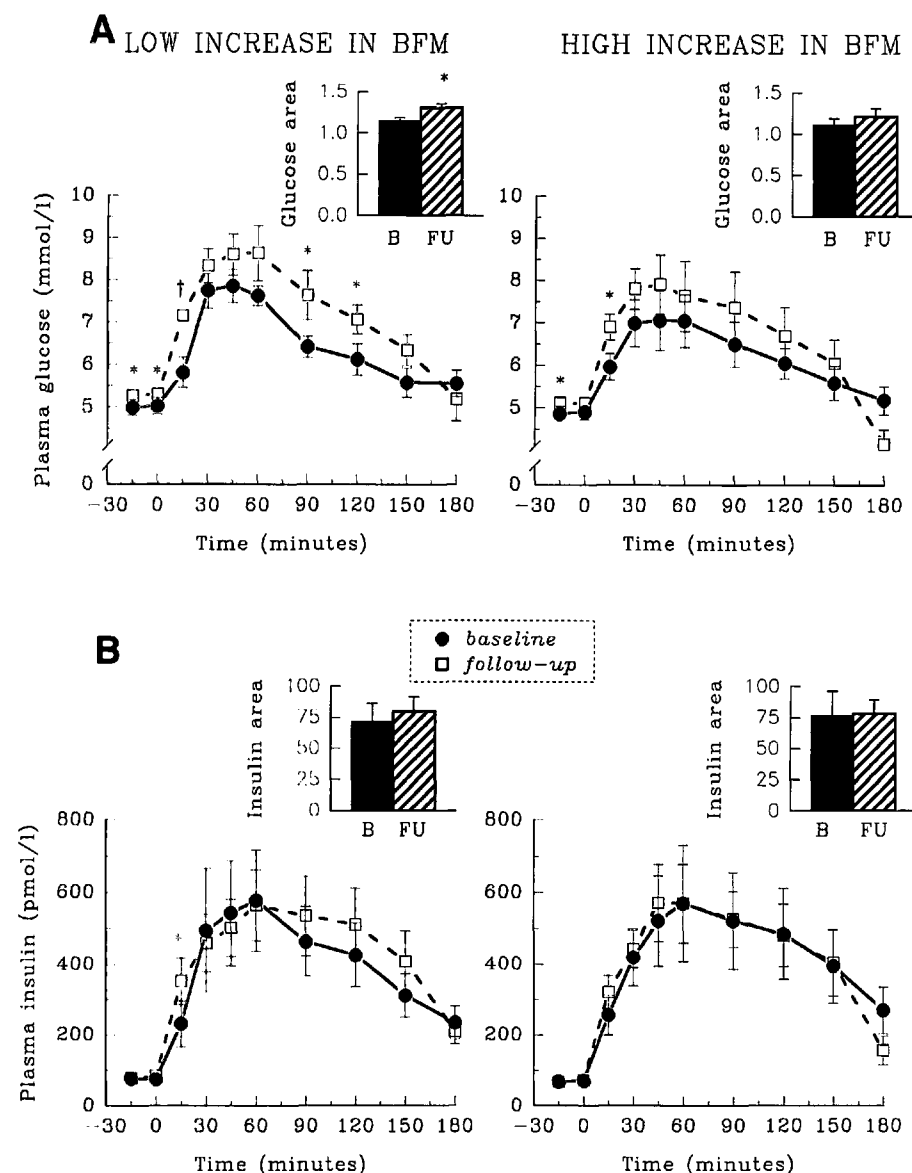 A LOW INCREASE IN BFM
HIGH INCREASE IN BFM
Glucose area
1.5
1.0
0.5
0.0
*
B FU
Plasma glucose (mmol/l)
10
9
8
7
6
5
0
* * † * *
-30 0 30 60 90 120 150 180
Time (minutes)
Glucose area
1.5
1.0
0.5
0.0
B FU
10
9
8
7
6
5
0
* *
-30 0 30 60 90 120 150 180
Time (minutes)
B
baseline
follow-up
Insulin area
100
75
50
25
0
B FU
Plasma insulin (pmol/l)
800
600
400
200
0
*
-30 0 30 60 90 120 150 180
Time (minutes)
Insulin area
100
75
50
25
0
B FU
800
600
400
200
0
-30 0 30 60 90 120 150 180
Time (minutes)